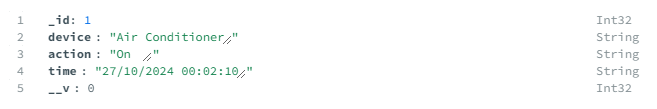 1 _id: 1 Int32
2 device : "Air Conditioner" String
3 action : "On " String
4 time : "27/10/2024 00:02:10" String
5 __v : 0 Int32